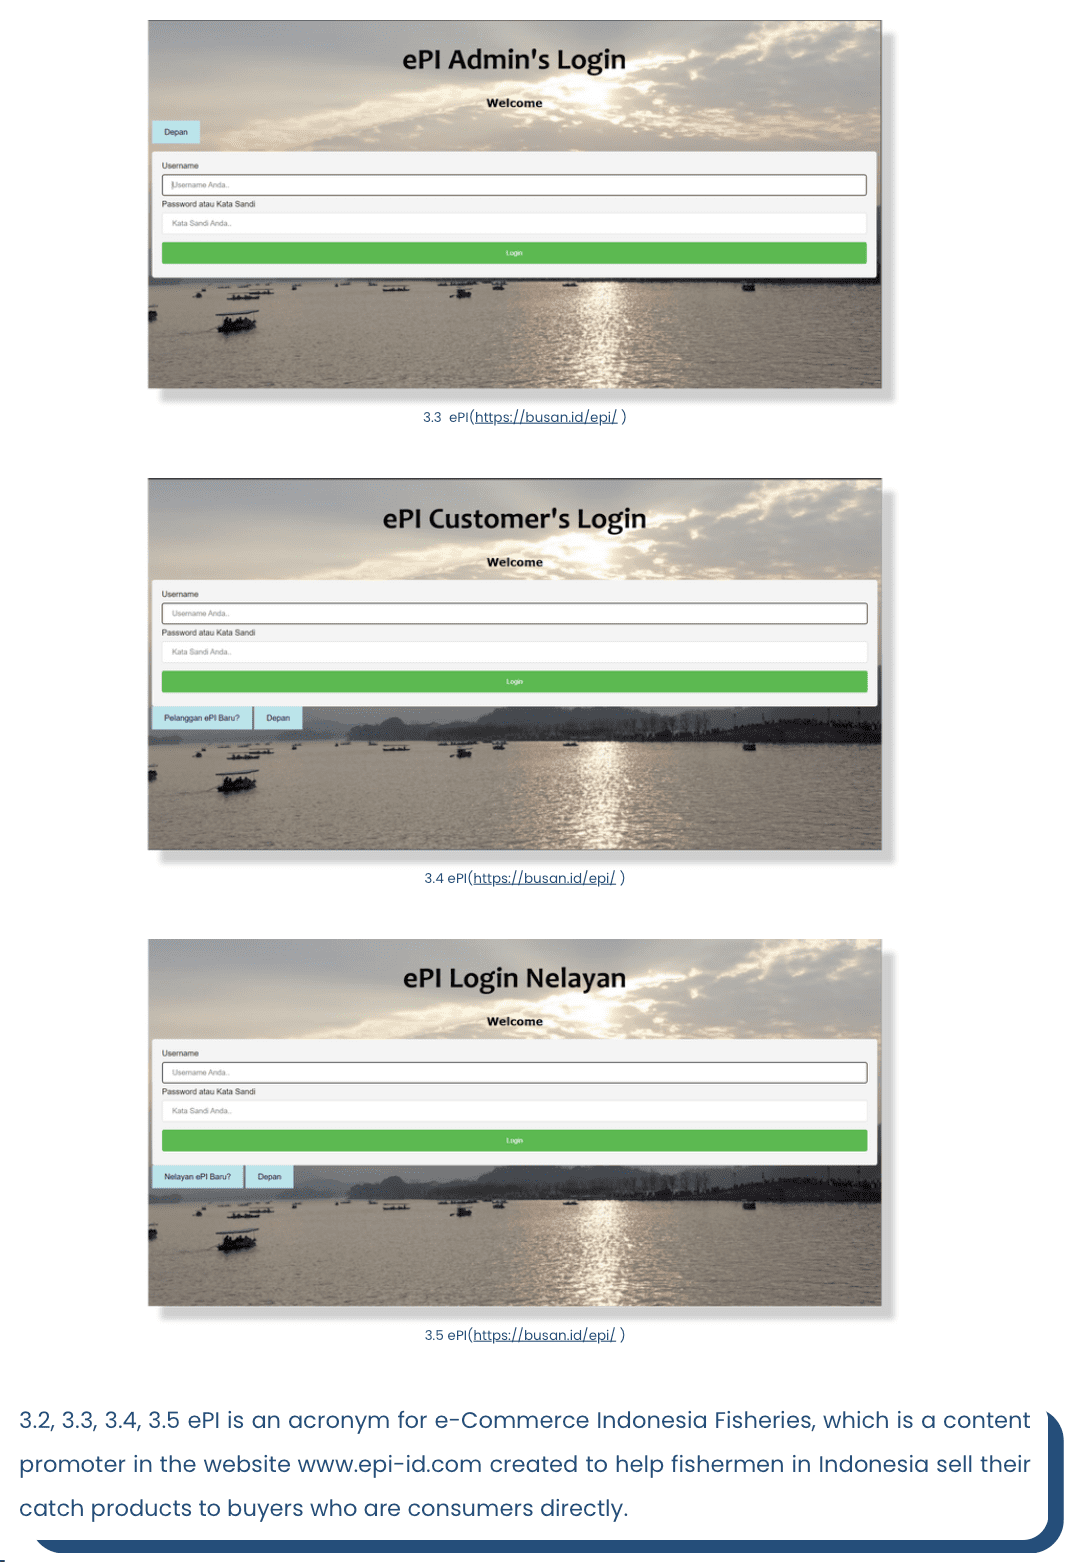 ePI Admin's Login
Welcome
Depan
Username
Username Anda..
Password atau Kata Sandi
Kata Sandi Anda..
Login
3.3 ePI(https://busan.id/epi/ )
ePI Customer's Login
Welcome
Username
Username Anda..
Password atau Kata Sandi
Kata Sandi Anda..
Login
Pelanggan ePI Baru? Depan
3.4 ePI(https://busan.id/epi/ )
ePI Login Nelayan
Welcome
Username
Username Anda..
Password atau Kata Sandi
Kata Sandi Anda..
Login
Nelayan ePI Baru? Depan
3.5 ePI(https://busan.id/epi/ )
3.2, 3.3, 3.4, 3.5 ePI is an acronym for e-Commerce Indonesia Fisheries, which is a content
promoter in the website www.epi-id.com created to help fishermen in Indonesia sell their
catch products to buyers who are consumers directly.